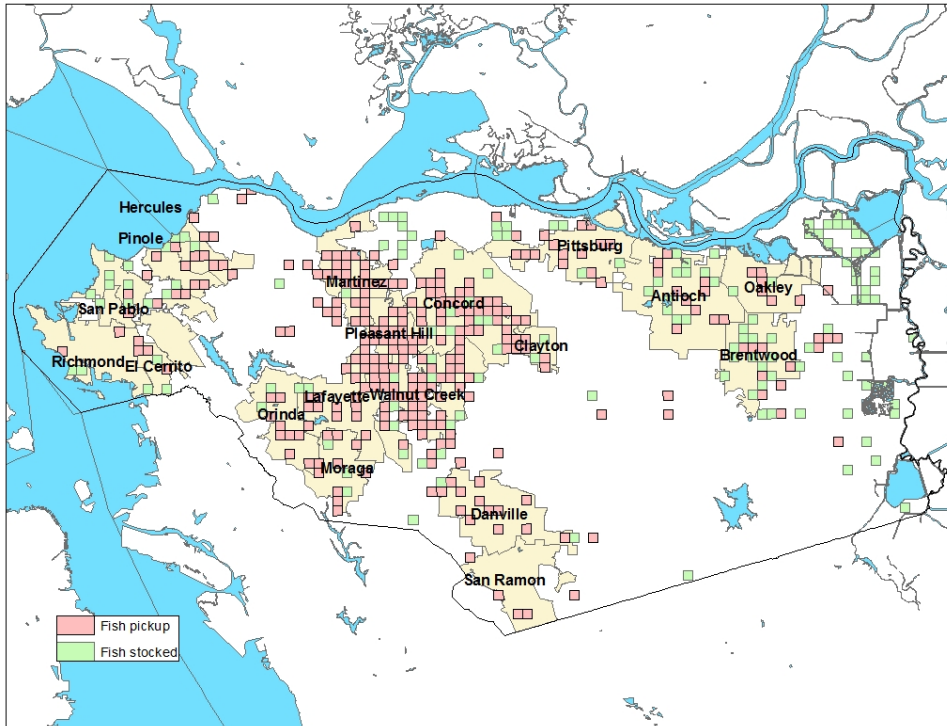 Hercules
Pinole
Pittsburg
Martinez
Oakley
Antioch
Concord
San Pablo
Pleasant Hill
Clayton
Brentwood
Richmond
El Cerrito
Lafayette
Walnut Creek
Orinda
Moraga
Danville
San Ramon
Fish pickup
Fish stocked